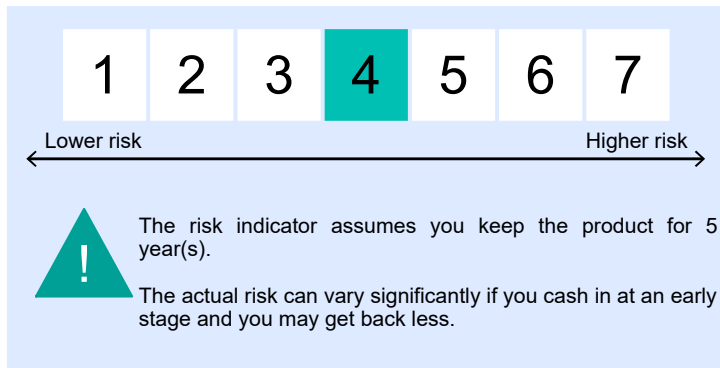 1 2 3 4 5 6 7
Lower risk Higher risk
!
The risk indicator assumes you keep the product for 5
year(s).
The actual risk can vary significantly if you cash in at an early
stage and you may get back less.